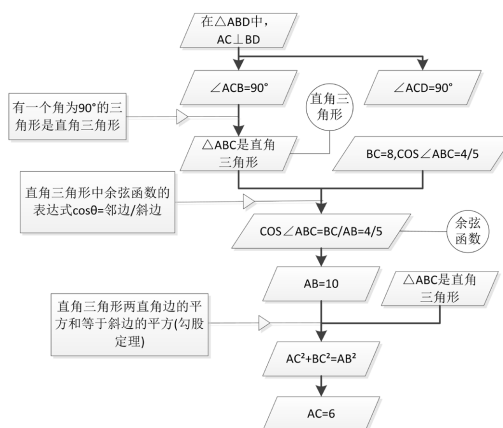 在△ABD中,
AC⊥BD
∠ACB=90°
∠ACD=90°
有一个角为90°的三
角形是直角三角形
直角三
角形
△ABC是直角
三角形
BC=8,COS∠ABC=4/5
直角三角形中余弦函数的
表达式cosθ=邻边/斜边
COS∠ABC=BC/AB=4/5
余弦
函数
AB=10
△ABC是直角
三角形
直角三角形两直角边的平
方和等于斜边的平方(勾股
定理)
AC²+BC²=AB²
AC=6